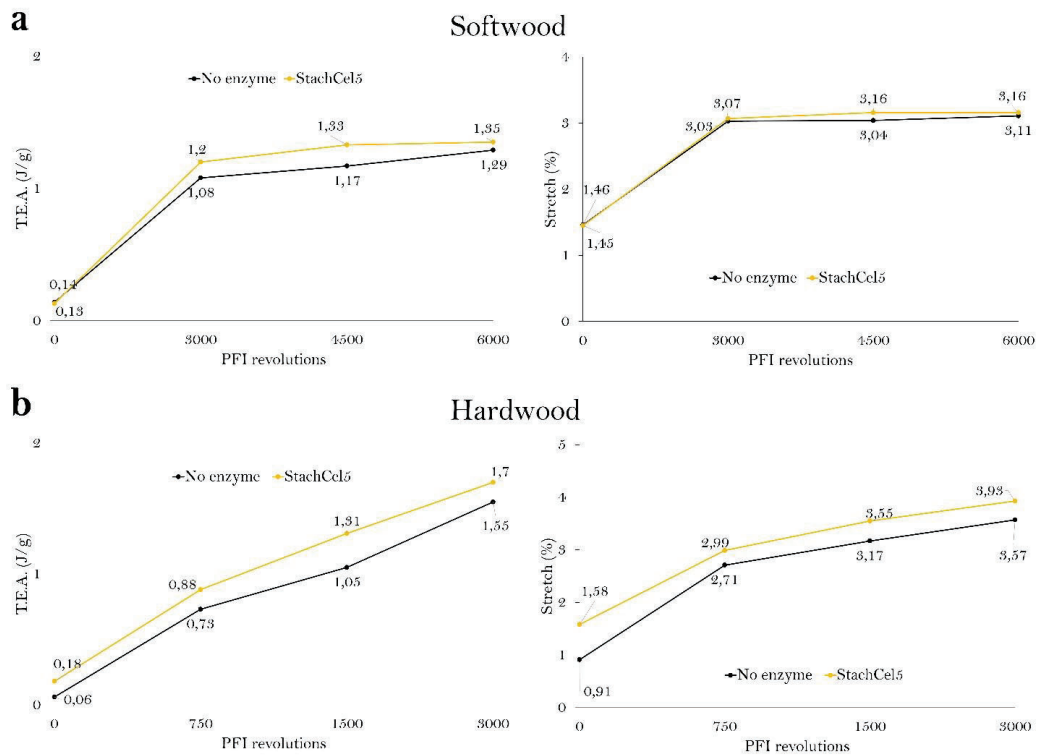 a
Softwood
2
No enzyme StachCel5
1,33
1,35
1,2
1,29
1,17
1,08
1
T.E.A. (J/g)
0,14
0,13
0
0 3000 4500 6000
PFI revolutions
4
3,07
3,16
3,16
3,03
3,04
3,11
3
Stretch (%)
2
1,46
1,45
1
No enzyme StachCel5
0
0 3000 4500 6000
PFI revolutions
b
Hardwood
2
No enzyme StachCel5
1,7
1,31
1,55
0,88
1,05
1
0,73
T.E.A. (J/g)
0,18
0,06
0
0 750 1500 3000
PFI revolutions
5
4
3,93
3,55
2,99
3,17
3,57
3
2,71
Stretch (%)
2
1,58
1
No enzyme StachCel5
0,91
0
0 750 1500 3000
PFI revolutions